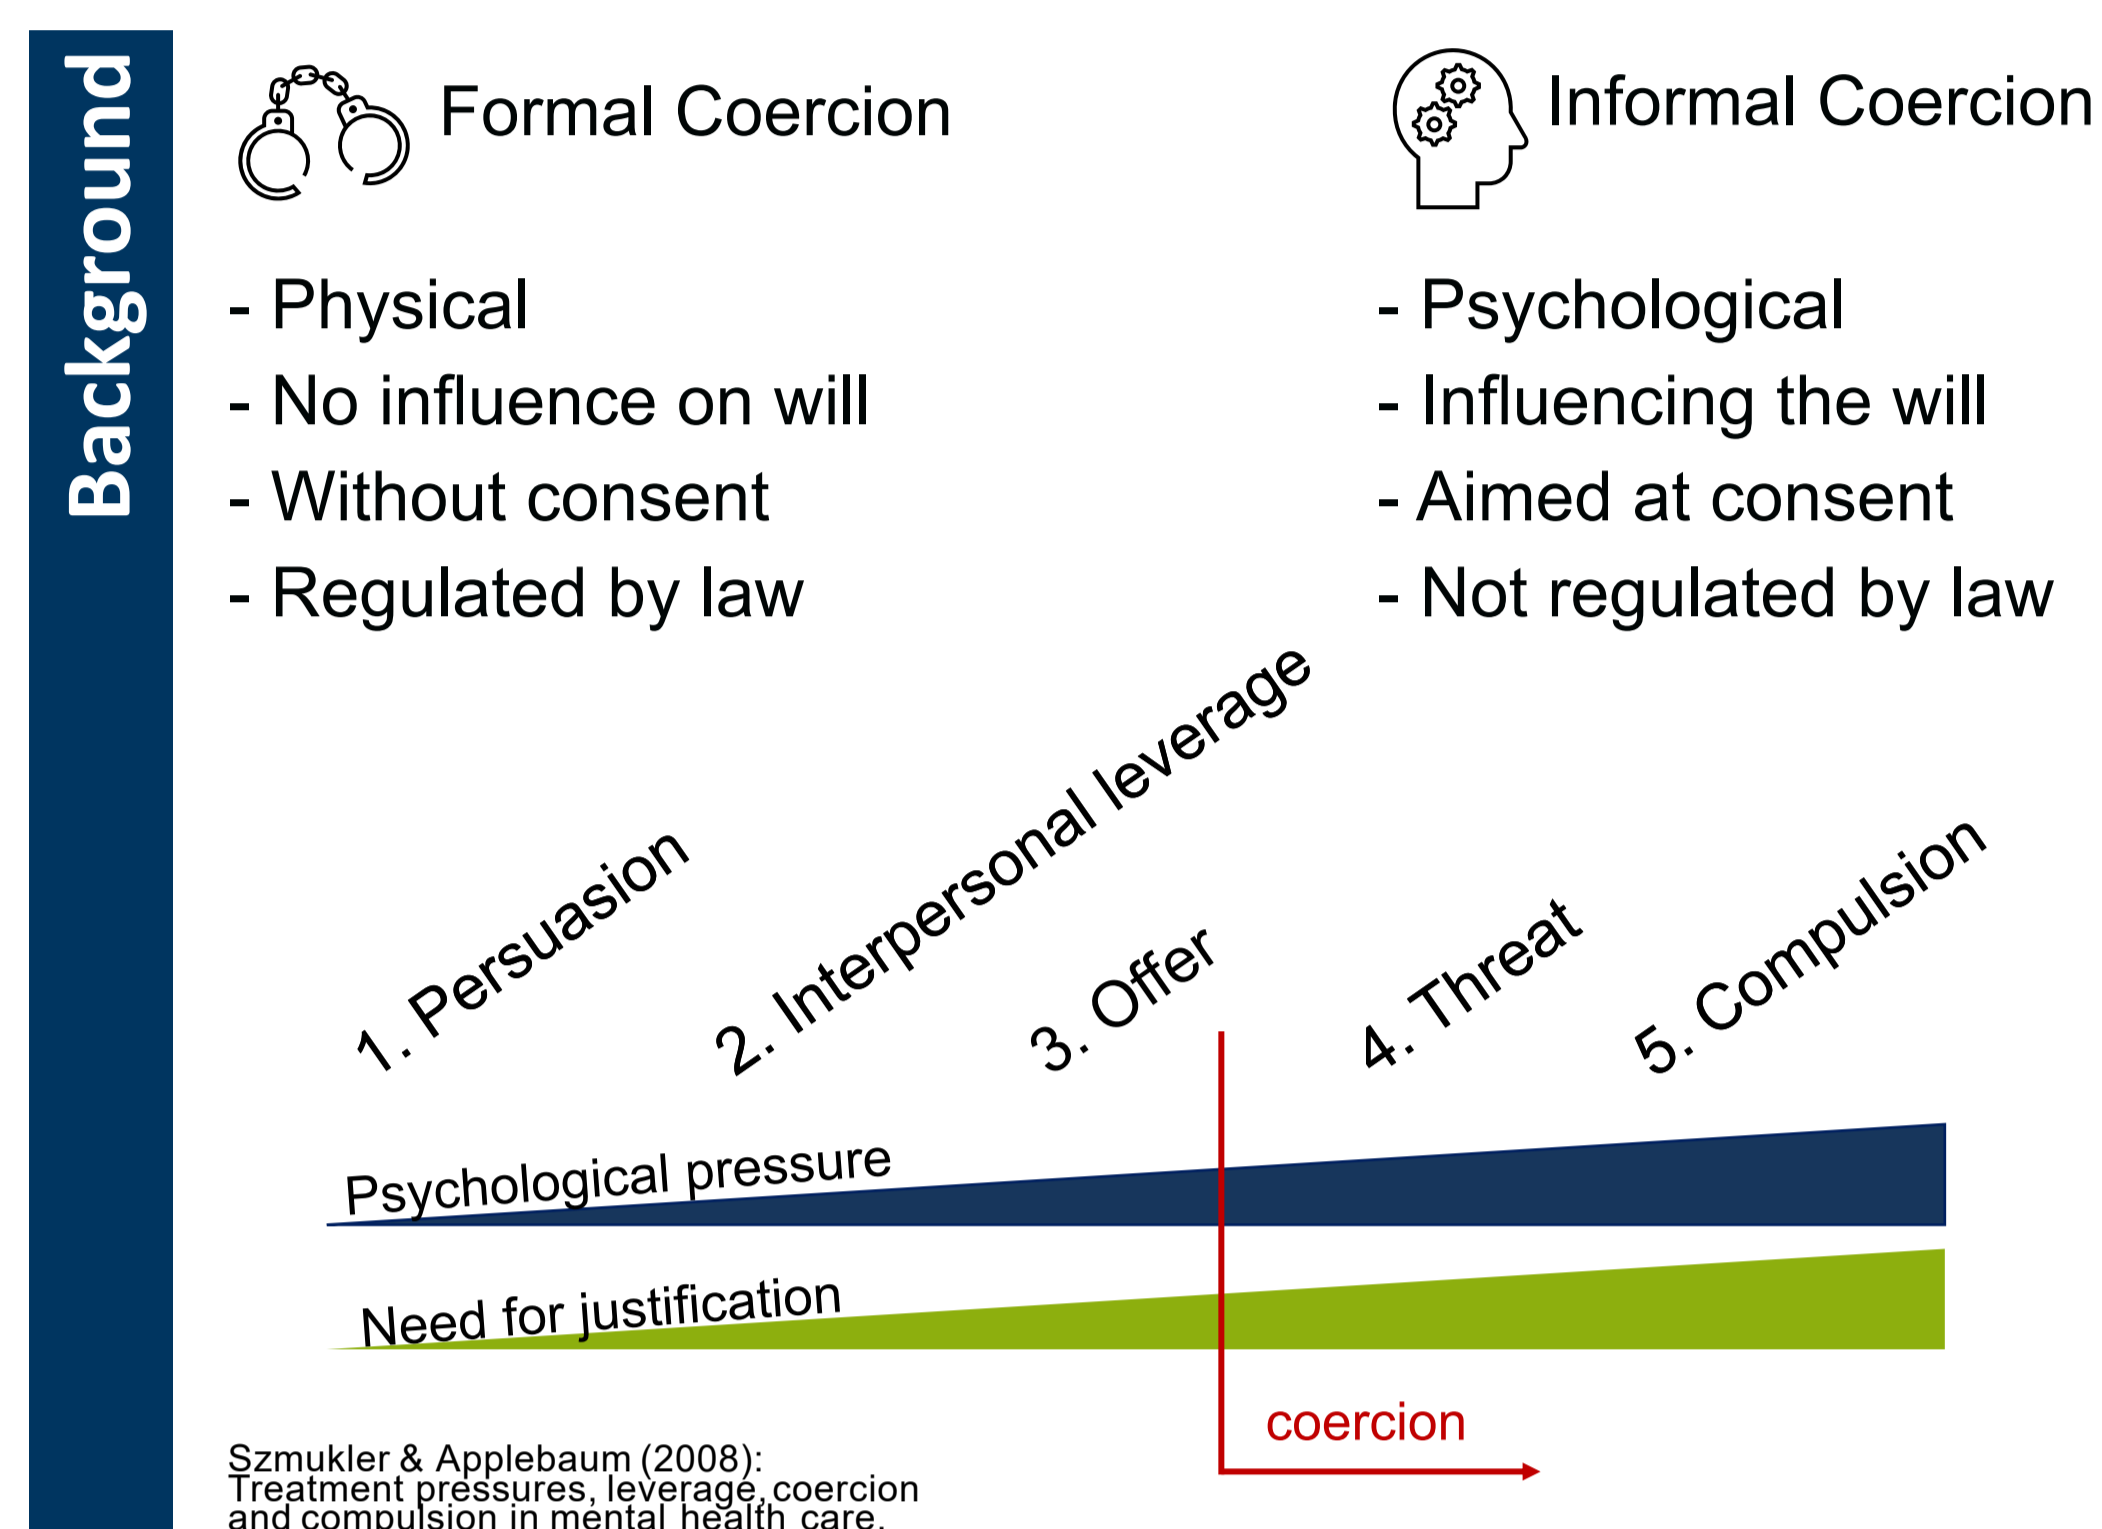 Background
Formal Coercion
- Physical
- No influence on will
- Without consent
- Regulated by law
Informal Coercion
- Psychological
- Influencing the will
- Aimed at consent
- Not regulated by law
1. Persuasion
2. Interpersonal leverage
3. Offer
4. Threat
5. Compulsion
Psychological pressure
Need for justification
coercion
Szmukler & Applebaum (2008):
Treatment pressures, leverage, coercion
and compulsion in mental health care.